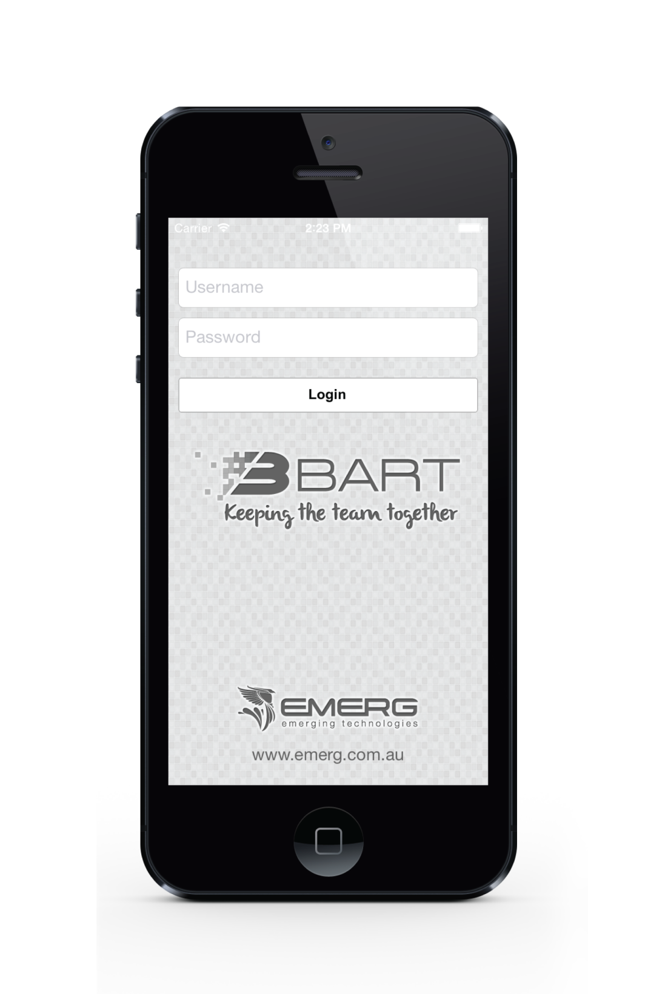 Carrier 2:23 PM
Username
Password
Login
BART
Keeping the team together
EMERG
emerging technologies
www.emerg.com.au